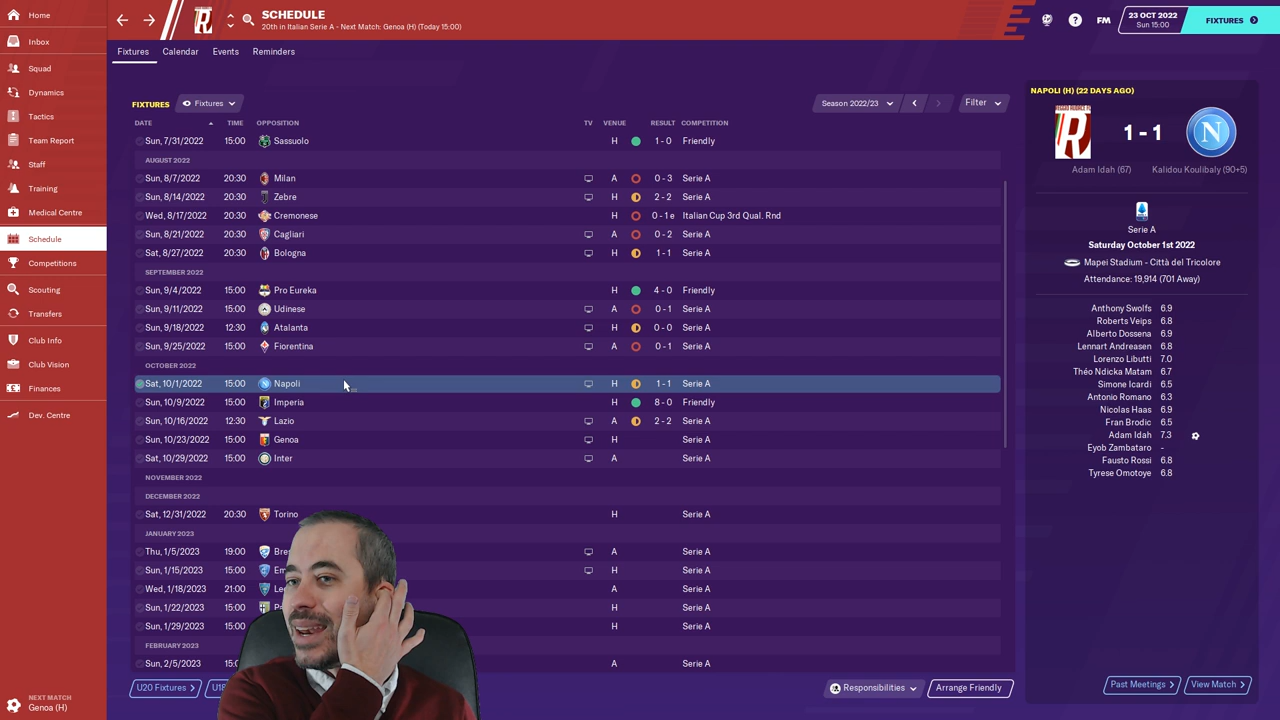 Home
Inbox
Squad
Dynamics
Tactics
Team Report
Staff
Training
Medical Centre
Schedule
Competitions
Scouting
Transfers
Club Info
Club Vision
Finances
Dev. Centre
NEXT MATCH
Genoa (H)
SCHEDULE
20th in Italian Serie A - Next Match: Genoa (H) (Today 15:00)
? FM
23 OCT 2022
Sun 15:00
FIXTURES
Fixtures Calendar Events Reminders
FIXTURES Fixtures Season 2022/23 Filter
DATE TIME OPPOSITION TV VENUE RESULT COMPETITION
Sun, 7/31/2022 15:00 Sassuolo H 1 - 0 Friendly
AUGUST 2022
Sun, 8/7/2022 20:30 Milan A 0 - 3 Serie A
Sun, 8/14/2022 20:30 Zebre H 2 - 2 Serie A
Wed, 8/17/2022 20:30 Cremonese H 0 - 1 e Italian Cup 3rd Qual. Rnd
Sun, 8/21/2022 20:30 Cagliari A 0 - 2 Serie A
Sat, 8/27/2022 20:30 Bologna H 1 - 1 Serie A
SEPTEMBER 2022
Sun, 9/4/2022 15:00 Pro Eureka H 4 - 0 Friendly
Sun, 9/11/2022 15:00 Udinese A 0 - 1 Serie A
Sun, 9/18/2022 12:30 Atalanta H 0 - 0 Serie A
Sun, 9/25/2022 15:00 Fiorentina A 0 - 1 Serie A
OCTOBER 2022
Sat, 10/1/2022 15:00 Napoli H 1 - 1 Serie A
Sun, 10/9/2022 15:00 Imperia H 8 - 0 Friendly
Sun, 10/16/2022 12:30 Lazio A 2 - 2 Serie A
Sun, 10/23/2022 15:00 Genoa H Serie A
Sat, 10/29/2022 15:00 Inter A Serie A
NOVEMBER 2022
DECEMBER 2022
Sat, 12/31/2022 20:30 Torino H Serie A
JANUARY 2023
Thu, 1/5/2023 19:00 A Serie A
Sun, 1/15/2023 15:00 H Serie A
Wed, 1/18/2023 21:00 A Serie A
Sun, 1/22/2023 15:00 H Serie A
Sun, 1/29/2023 15:00 H Serie A
FEBRUARY 2023
Sun, 2/5/2023 A Serie A
U20 Fixtures Responsibilities Arrange Friendly
NAPOLI (H) (22 DAYS AGO)
R 1 - 1 N
Adam Idah (67) Kalidou Koulibaly (90+5)
Serie A
Saturday October 1st 2022
Mapei Stadium - Città del Tricolore
Attendance: 19,914 (701 Away)
Anthony Swolfs 6.9
Roberts Veips 6.8
Alberto Dossena 6.9
Lennart Andreasen 6.8
Lorenzo Libutti 7.0
Théo Ndicka Matam 6.7
Simone Icardi 6.5
Antonio Romano 6.3
Nicolas Haas 6.9
Fran Brodic 6.5
Adam Idah 7.3
Eyob Zambataro -
Fausto Rossi 6.8
Tyrese Omotoye 6.8
Past Meetings View Match